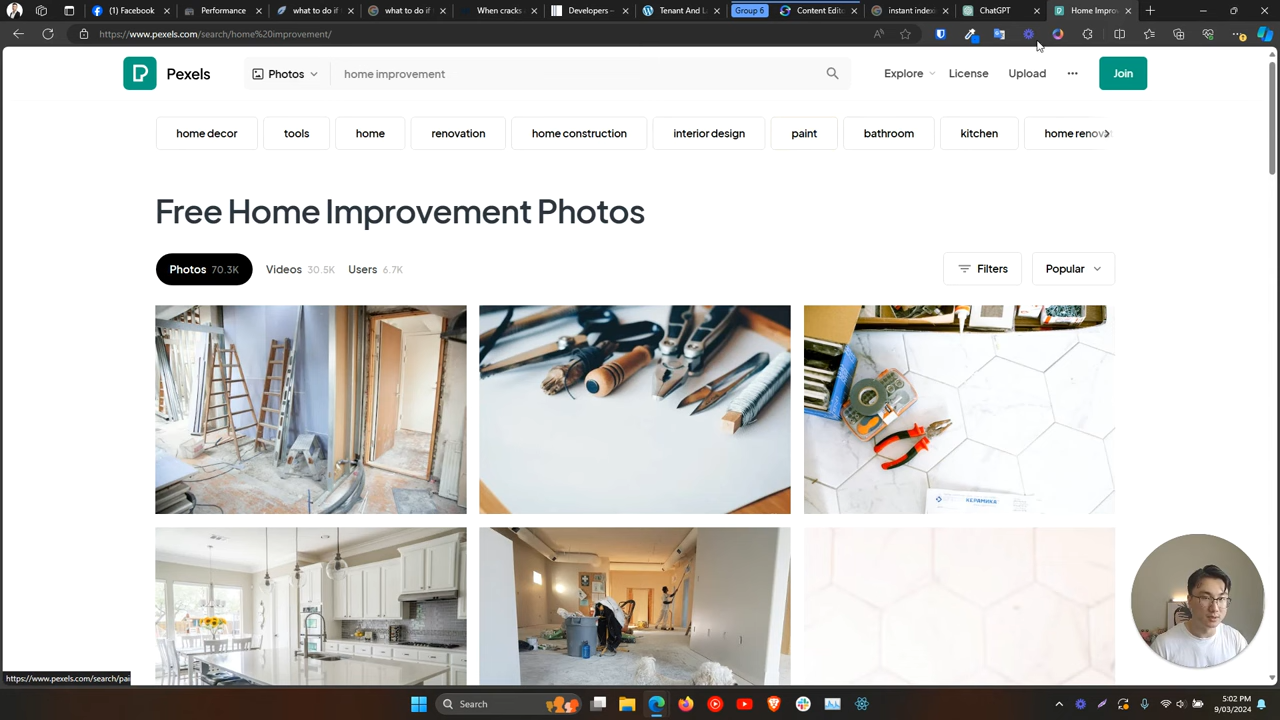 (1) Facebook
Performance
what to do if
what to do if
When cracks
Developers –
Tenant And L
Group 6
Content Edit
instant index
ChatGPT
Home Impro
https://www.pexels.com/search/home%20improvement/
Pexels
Photos
home improvement
Explore
License
Upload
Join
home decor
tools
home
renovation
home construction
interior design
paint
bathroom
kitchen
home renova
Free Home Improvement Photos
Photos 70.3K
Videos 30.5K
Users 6.7K
Filters
Popular
КЕРАМИКА
https://www.pexels.com/search/pai
Search
5:02 PM
9/03/2024